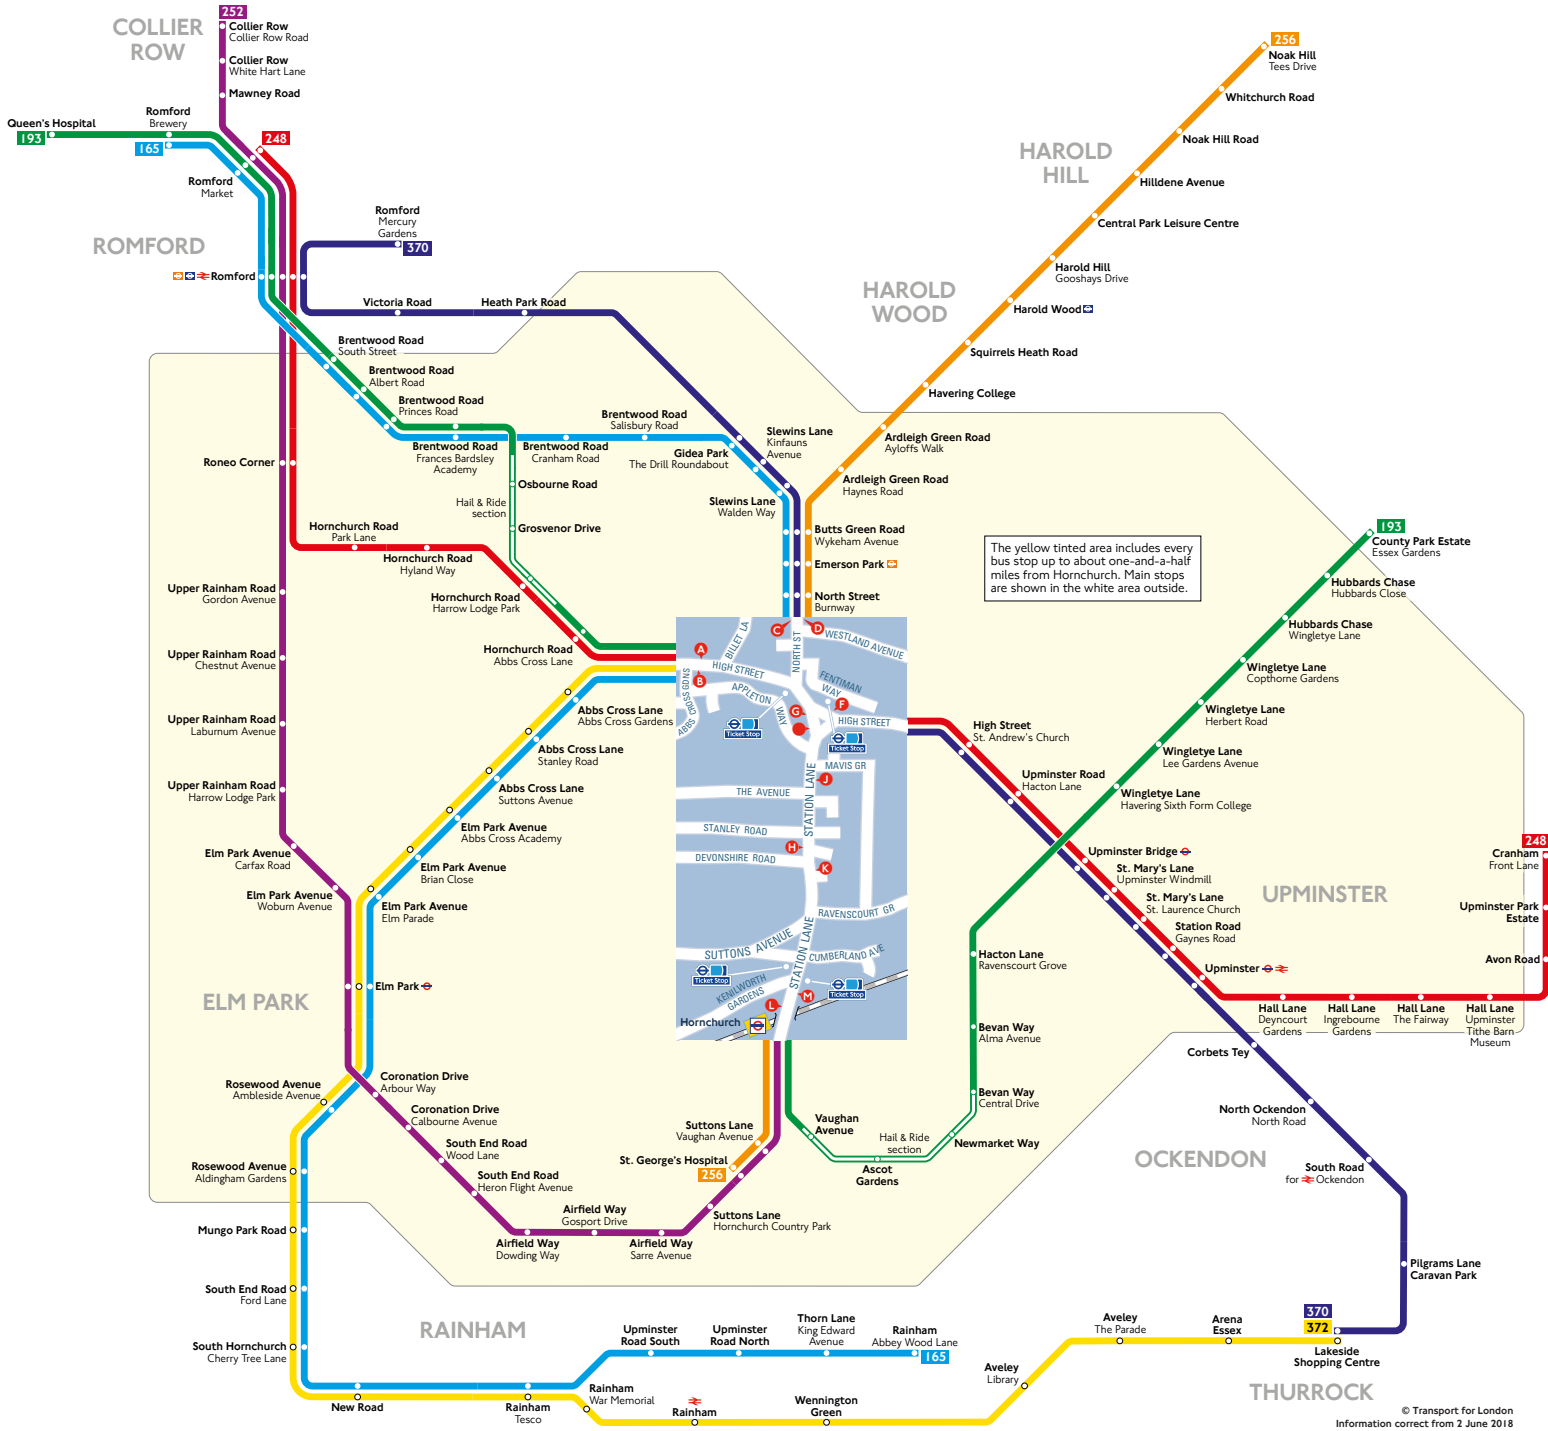 252
COLLIER
ROW
Collier Row
Collier Row Road
Collier Row
White Hart Lane
Mawney Road
Queen's Hospital
193
Romford
Brewery
165
248
Romford
Market
ROMFORD
Romford
Romford
Mercury
Gardens
370
Victoria Road
Heath Park Road
256
Noak Hill
Tees Drive
Whitchurch Road
Noak Hill Road
HAROLD
HILL
Hilldene Avenue
Central Park Leisure Centre
Harold Hill
Gooshays Drive
HAROLD
WOOD
Harold Wood
Squirrels Heath Road
Havering College
Ardleigh Green Road
Ayloffs Walk
Ardleigh Green Road
Haynes Road
Brentwood Road
South Street
Brentwood Road
Albert Road
Brentwood Road
Princes Road
Brentwood Road
Frances Bardsley
Academy
Brentwood Road
Cranham Road
Brentwood Road
Salisbury Road
Gidea Park
The Drill Roundabout
Slewins Lane
Kinfauns
Avenue
Slewins Lane
Walden Way
Butts Green Road
Wykeham Avenue
Emerson Park
North Street
Burnway
Roneo Corner
Osbourne Road
Hail & Ride
section
Grosvenor Drive
Hornchurch Road
Park Lane
Hornchurch Road
Hyland Way
Hornchurch Road
Harrow Lodge Park
Hornchurch Road
Abbs Cross Lane
The yellow tinted area includes every
bus stop up to about one-and-a-half
miles from Hornchurch. Main stops
are shown in the white area outside.
193
County Park Estate
Essex Gardens
Hubbards Chase
Hubbards Close
Hubbards Chase
Wingletye Lane
Wingletye Lane
Copthorne Gardens
Wingletye Lane
Herbert Road
Wingletye Lane
Lee Gardens Avenue
Wingletye Lane
Havering Sixth Form College
Upper Rainham Road
Gordon Avenue
Upper Rainham Road
Chestnut Avenue
Upper Rainham Road
Laburnum Avenue
Upper Rainham Road
Harrow Lodge Park
Elm Park Avenue
Carfax Road
Elm Park Avenue
Woburn Avenue
Abbs Cross Lane
Abbs Cross Gardens
Abbs Cross Lane
Stanley Road
Abbs Cross Lane
Suttons Avenue
Elm Park Avenue
Abbs Cross Academy
Elm Park Avenue
Brian Close
Elm Park Avenue
Elm Parade
Elm Park
ELM PARK
C
D
BILLET LA
NORTH ST
WESTLAND AVENUE
A
B
HIGH STREET
ABBS CROSS GDNS
APPLETON
WAY
FENTIMAN
WAY
G
F
HIGH STREET
Ticket Stop
Ticket Stop
MAVIS GR
J
THE AVENUE
STATION LANE
STANLEY ROAD
H
DEVONSHIRE ROAD
K
RAVENSCOURT GR
SUTTONS AVENUE
STATION LANE
CUMBERLAND AVE
Ticket Stop
Ticket Stop
KENILWORTH
GARDENS
L
M
Hornchurch
High Street
St. Andrew's Church
Upminster Road
Hacton Lane
Upminster Bridge
St. Mary's Lane
Upminster Windmill
St. Mary's Lane
St. Laurence Church
Station Road
Gaynes Road
Upminster
UPMINSTER
248
Cranham
Front Lane
Upminster Park
Estate
Avon Road
Hall Lane
Deyncourt
Gardens
Hall Lane
Ingrebourne
Gardens
Hall Lane
The Fairway
Hall Lane
Upminster
Tithe Barn
Museum
Hacton Lane
Ravenscourt Grove
Bevan Way
Alma Avenue
Bevan Way
Central Drive
Newmarket Way
Hail & Ride
section
Ascot
Gardens
Vaughan
Avenue
Suttons Lane
Vaughan Avenue
St. George's Hospital
256
Suttons Lane
Hornchurch Country Park
Airfield Way
Sarre Avenue
Airfield Way
Gosport Drive
Airfield Way
Dowding Way
South End Road
Heron Flight Avenue
South End Road
Wood Lane
Coronation Drive
Calbourne Avenue
Coronation Drive
Arbour Way
Rosewood Avenue
Ambleside Avenue
Rosewood Avenue
Aldingham Gardens
Mungo Park Road
South End Road
Ford Lane
South Hornchurch
Cherry Tree Lane
New Road
Rainham
Tesco
RAINHAM
Upminster
Road South
Upminster
Road North
Thorn Lane
King Edward
Avenue
Rainham
Abbey Wood Lane
165
Rainham
War Memorial
Rainham
Wennington
Green
Aveley
Library
Aveley
The Parade
Arena
Essex
Corbets Tey
North Ockendon
North Road
OCKENDON
South Road
for Ockendon
Pilgrams Lane
Caravan Park
370
372
Lakeside
Shopping Centre
THURROCK
© Transport for London
Information correct from 2 June 2018